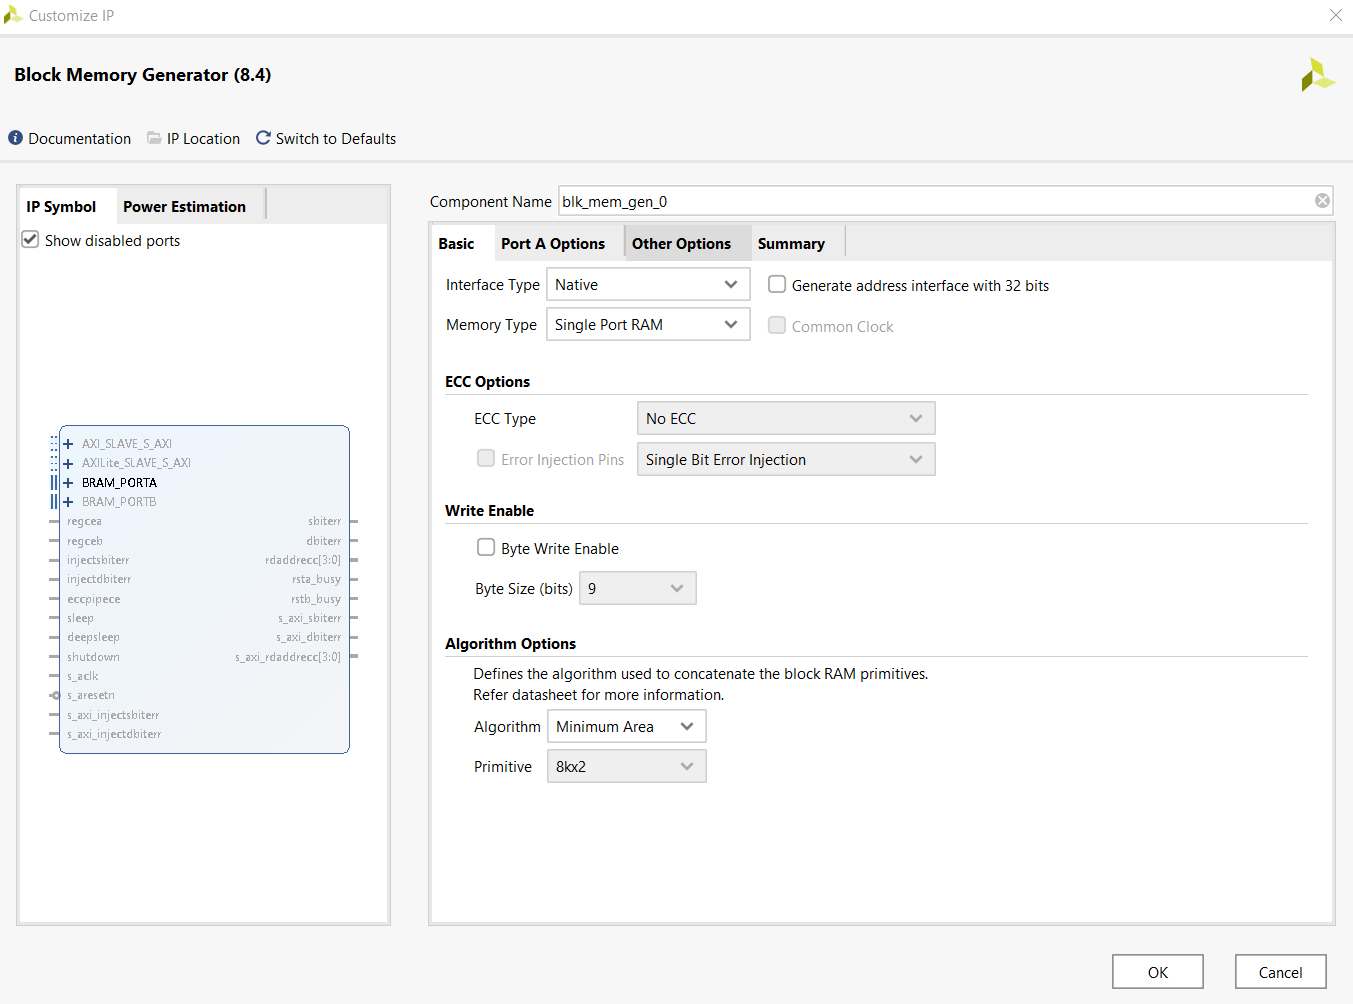 Customize IP
Block Memory Generator (8.4)
Documentation IP Location Switch to Defaults
IP Symbol Power Estimation
Show disabled ports
AXI_SLAVE_S_AXI
AXILite_SLAVE_S_AXI
BRAM_PORTA
BRAM_PORTB
regcea sbiterr
regceb dbiterr
injectsbiterr rdaddrecc[3:0]
injectdbiterr rsta_busy
eccpipece rstb_busy
sleep s_axi_sbiterr
deepsleep s_axi_dbiterr
shutdown s_axi_rdaddrecc[3:0]
s_aclk
s_aresetn
s_axi_injectsbiterr
s_axi_injectdbiterr
Component Name blk_mem_gen_0
Basic Port A Options Other Options Summary
Interface Type Native Generate address interface with 32 bits
Memory Type Single Port RAM Common Clock
ECC Options
ECC Type No ECC
Error Injection Pins Single Bit Error Injection
Write Enable
Byte Write Enable
Byte Size (bits) 9
Algorithm Options
Defines the algorithm used to concatenate the block RAM primitives.
Refer datasheet for more information.
Algorithm Minimum Area
Primitive 8kx2
OK Cancel